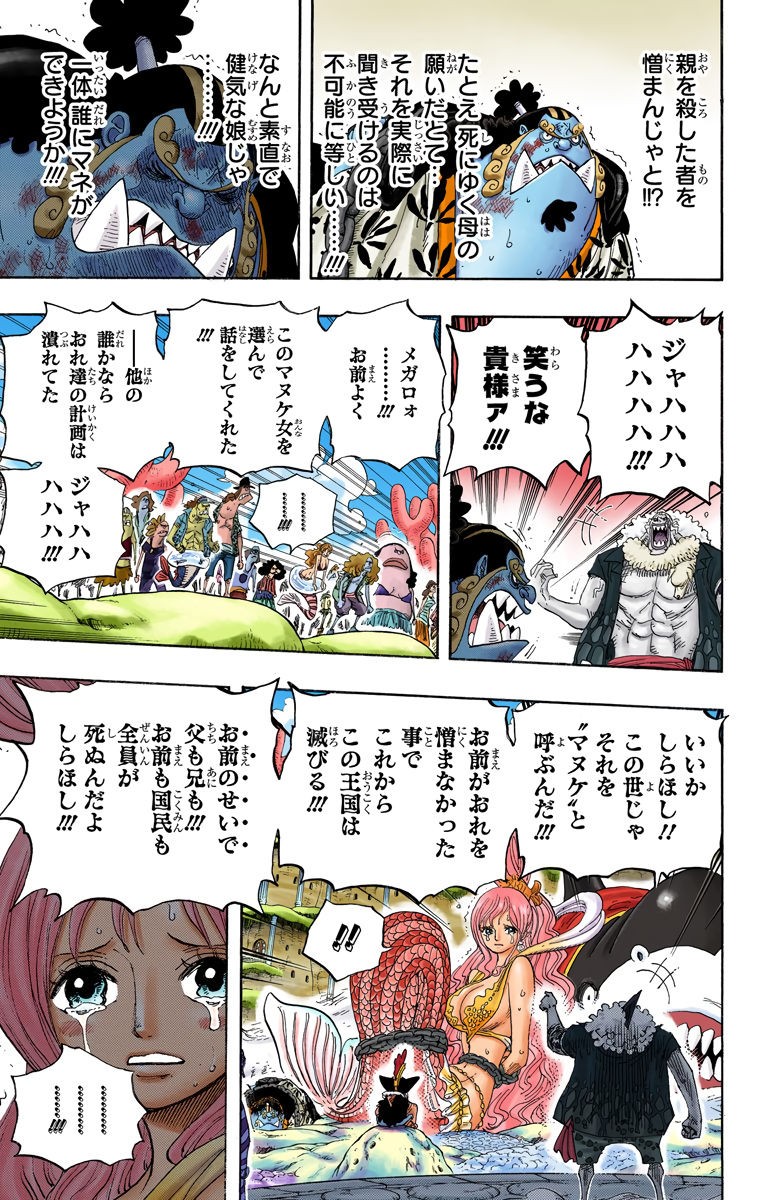 親を殺した者を
憎まんじゃと!!?
たとえ死にゆく母の
願いだとて…
それを実際に
聞き受けるのは
不可能に等しい……!!!
なんと素直で
健気な娘じゃ
………!!!
一体誰にマネが
できようか!!!
ジャハハハ
ハハハハ!!!
笑うな
貴様ァ!!!
メガロォ
………!!!
お前よく
このマヌケ女を
選んで
話をしてくれた
!!!
―他の
誰かなら
おれ達の計画は
潰れてた
ジャハハ
ハハハ!!!
………!!!
いいか
しらほし!!
この世じゃ
それを
“マヌケ”と
呼ぶんだ!!!
お前がおれを
憎まなかった
事で
これから
この王国は
滅びる!!!
!!
お前のせいで
父も兄も!!!
お前も国民も
全員が
死ぬんだよ
しらほし!!!
………
………
………!!!